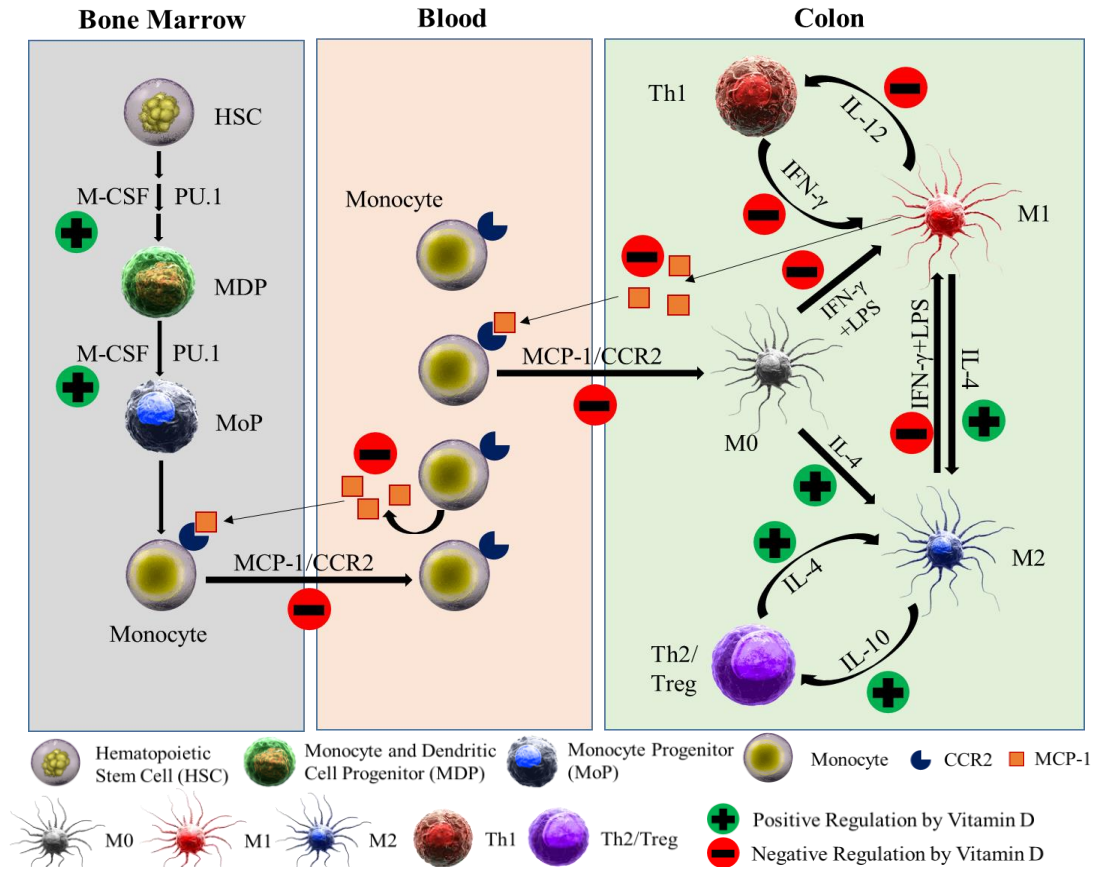 Bone Marrow
Blood
Colon
HSC
M-CSF
PU.1
MDP
M-CSF
PU.1
MoP
Monocyte
MCP-1/CCR2
Monocyte
MCP-1/CCR2
Th1
IL-12
IFN-γ
M1
IFN-γ
+LPS
M0
IFN-γ+LPS
IL-4
IL-4
M2
IL-4
IL-10
Th2/
Treg
Hematopoietic
Stem Cell (HSC)
Monocyte and Dendritic
Cell Progenitor (MDP)
Monocyte Progenitor
(MoP)
Monocyte
CCR2
MCP-1
M0
M1
M2
Th1
Th2/Treg
Positive Regulation by Vitamin D
Negative Regulation by Vitamin D